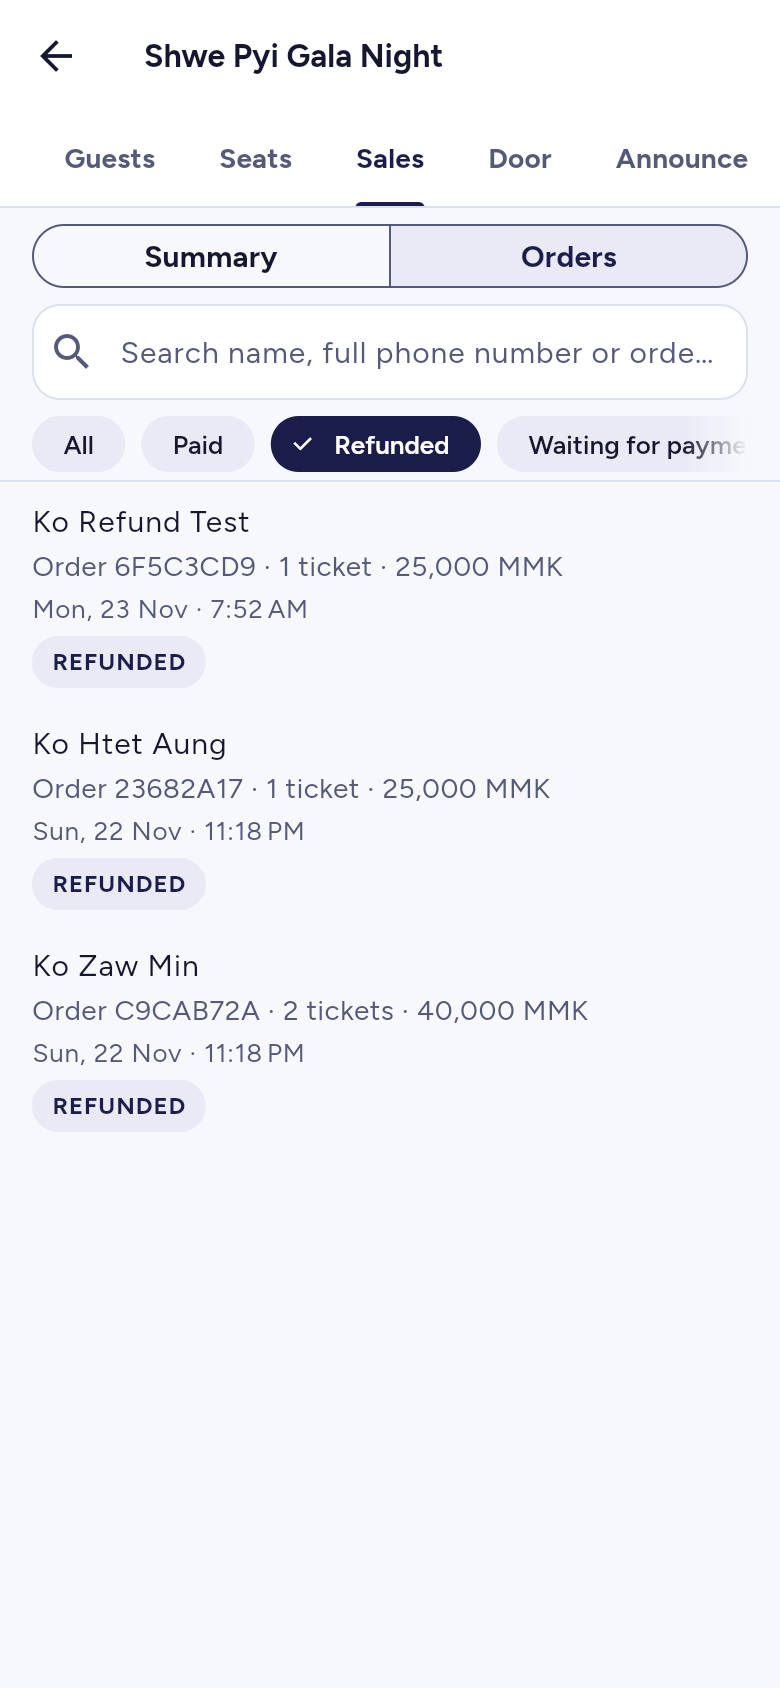 Shwe Pyi Gala Night
Guests Seats Sales Door Announce
Summary Orders
Search name, full phone number or orde...
All Paid Refunded Waiting for payme
Ko Refund Test
Order 6F5C3CD9 · 1 ticket · 25,000 MMK
Mon, 23 Nov · 7:52 AM
REFUNDED
Ko Htet Aung
Order 23682A17 · 1 ticket · 25,000 MMK
Sun, 22 Nov · 11:18 PM
REFUNDED
Ko Zaw Min
Order C9CAB72A · 2 tickets · 40,000 MMK
Sun, 22 Nov · 11:18 PM
REFUNDED